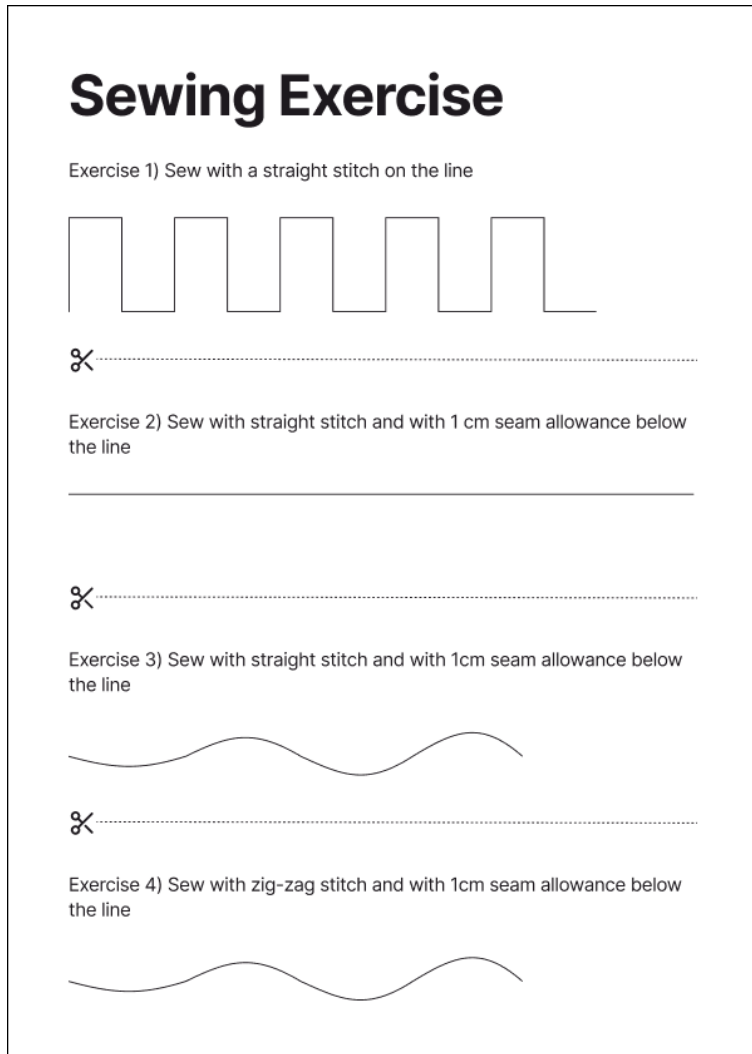 Sewing Exercise
Exercise 1) Sew with a straight stitch on the line
Exercise 2) Sew with straight stitch and with 1 cm seam allowance below
the line
Exercise 3) Sew with straight stitch and with 1cm seam allowance below
the line
Exercise 4) Sew with zig-zag stitch and with 1cm seam allowance below
the line